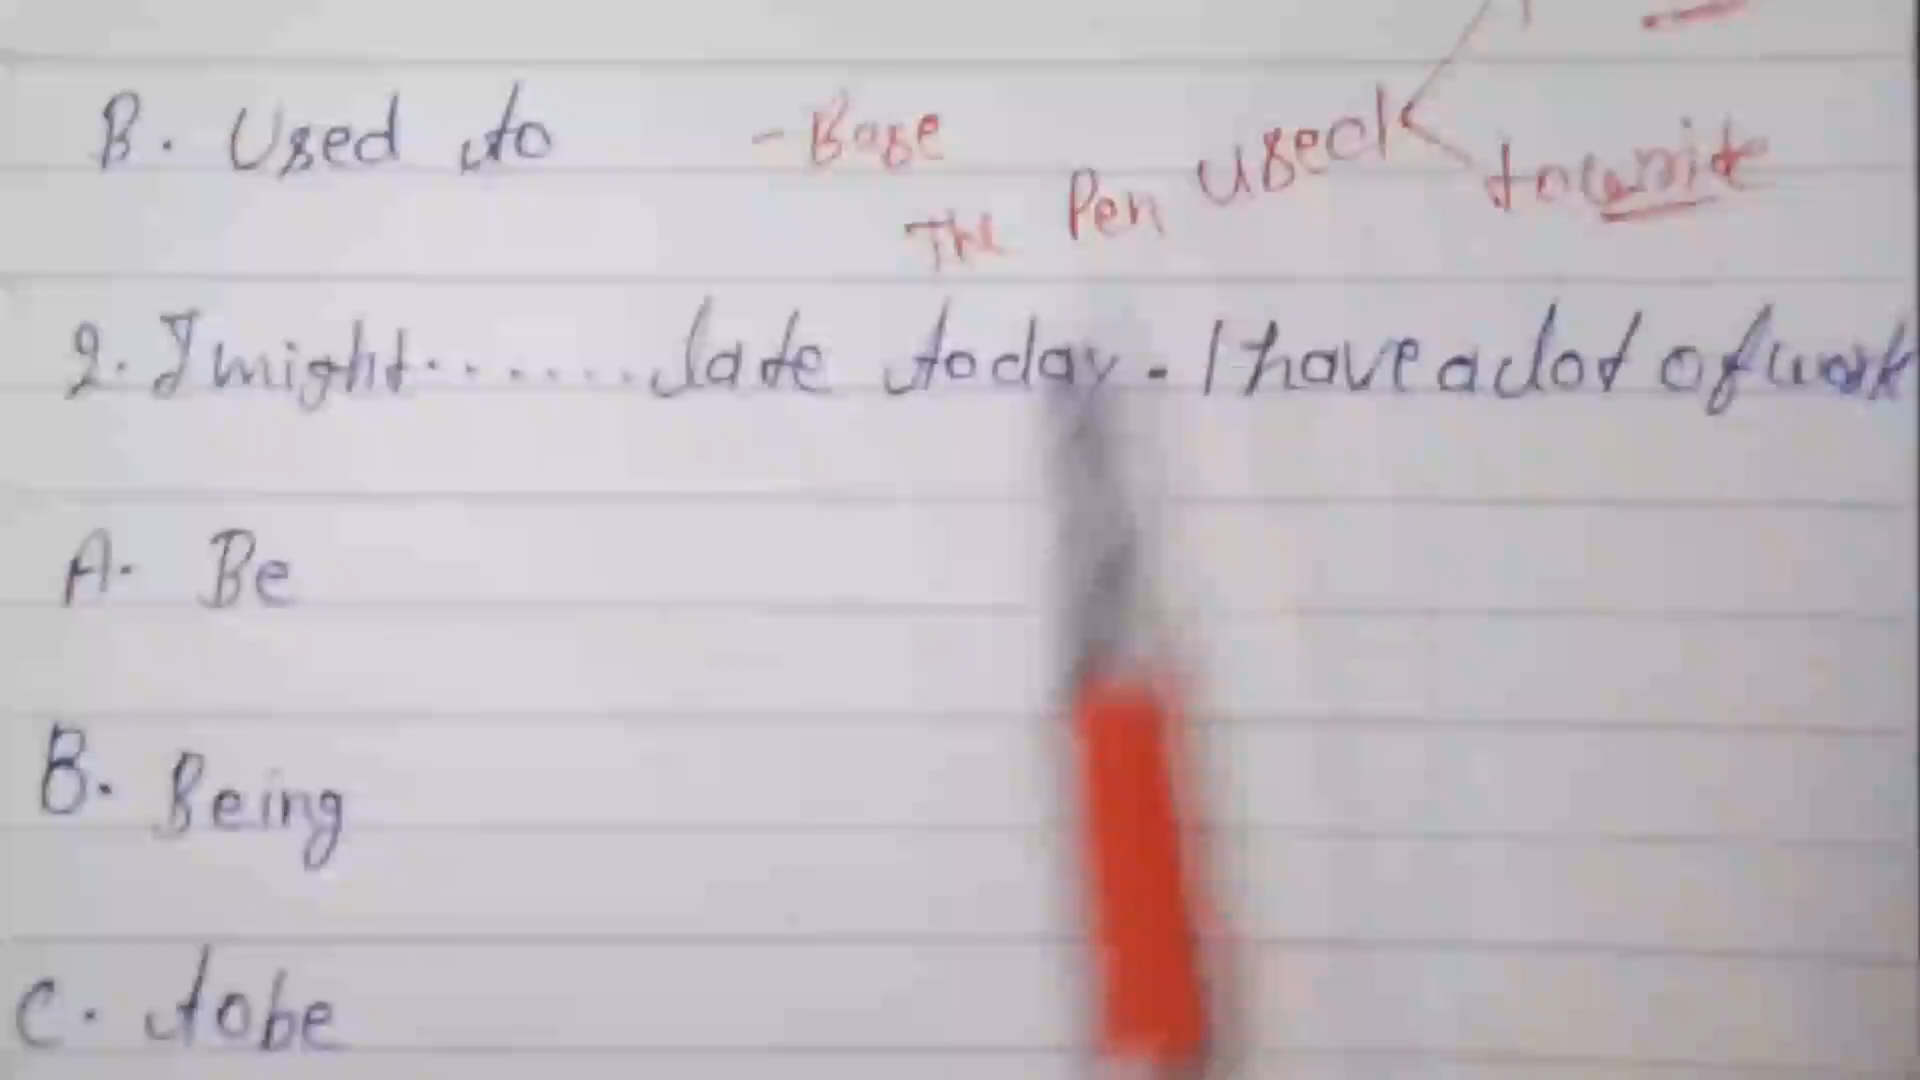 B. Used to - Base
The Pen used to write
2. I might.......late today. I have a lot of work
A. Be
B. Being
C. to be